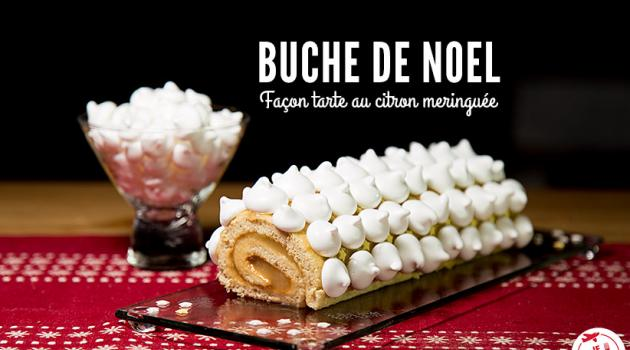 BUCHE DE NOEL
Façon tarte au citron meringuée